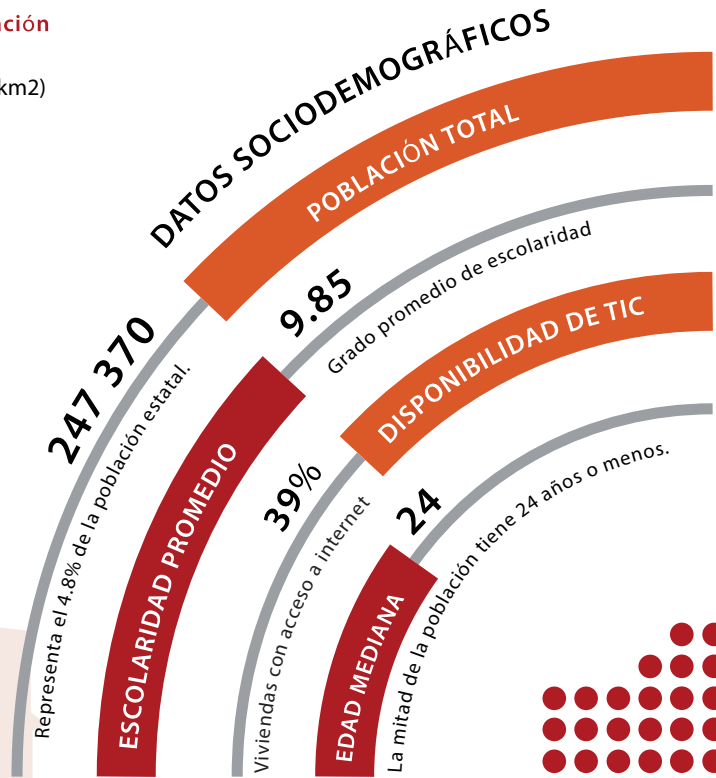 ción
km2)
DATOS SOCIODEMOGRÁFICOS
POBLACIÓN TOTAL
247 370
Representa el 4.8% de la población estatal.
ESCOLARIDAD PROMEDIO
9.85
Grado promedio de escolaridad
DISPONIBILIDAD DE TIC
39%
Viviendas con acceso a internet
EDAD MEDIANA
24
La mitad de la población tiene 24 años o menos.